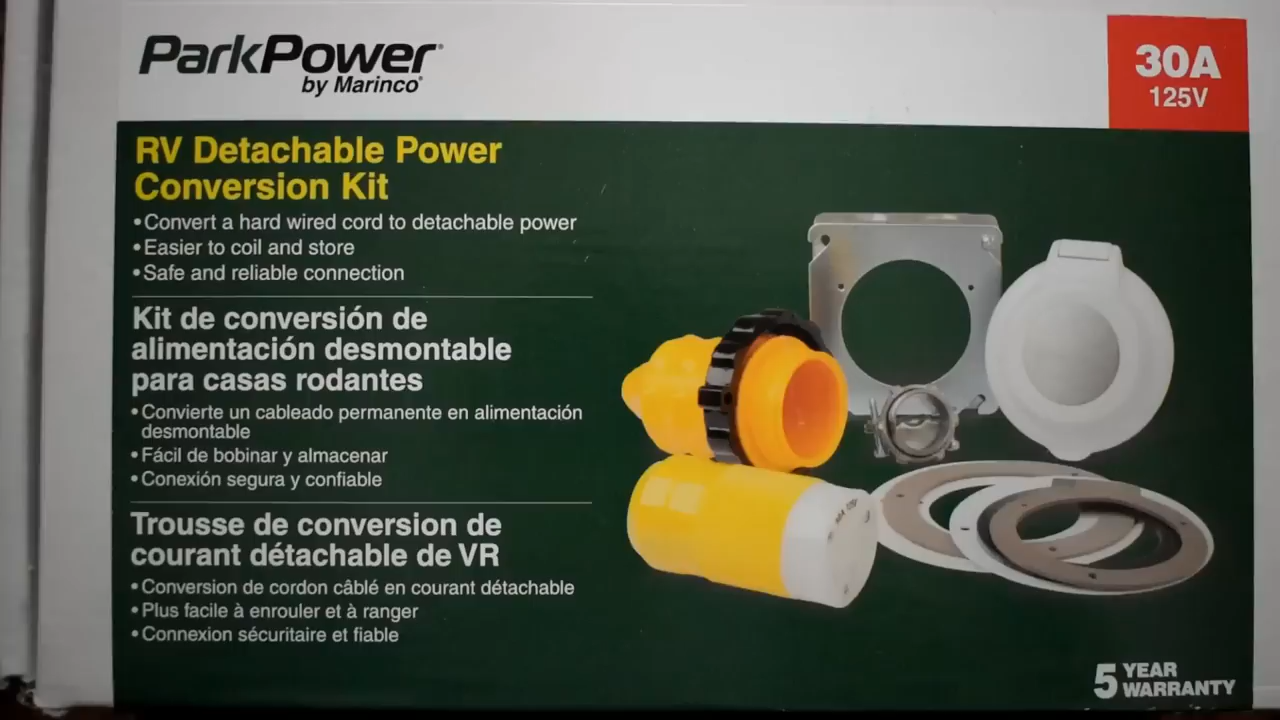 ParkPower®
by Marinco®
30A
125V
RV Detachable Power
Conversion Kit
•Convert a hard wired cord to detachable power
•Easier to coil and store
•Safe and reliable connection
Kit de conversión de
alimentación desmontable
para casas rodantes
•Convierte un cableado permanente en alimentación
desmontable
•Fácil de bobinar y almacenar
•Conexión segura y confiable
Trousse de conversion de
courant détachable de VR
•Conversion de cordon câblé en courant détachable
•Plus facile à enrouler et à ranger
•Connexion sécuritaire et fiable
30A 125V
5 YEAR
WARRANTY